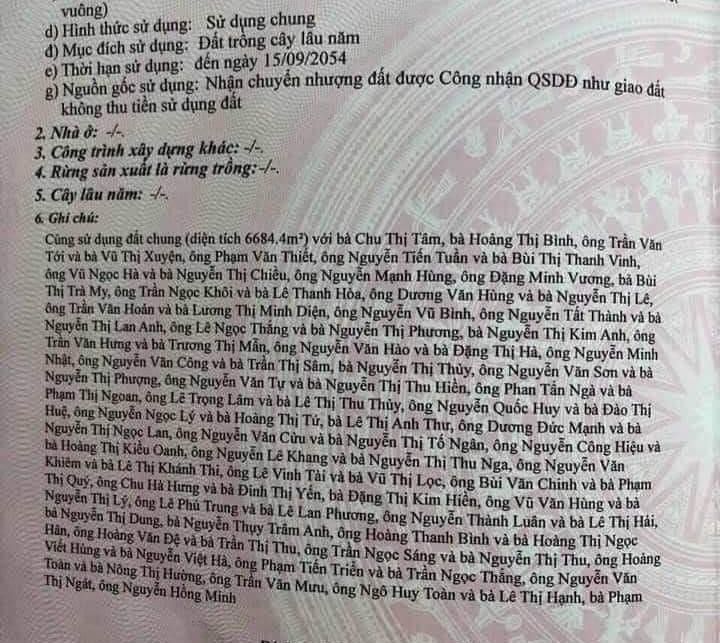 vuông)
d) Hình thức sử dụng: Sử dụng chung
đ) Mục đích sử dụng: Đất trồng cây lâu năm
e) Thời hạn sử dụng: đến ngày 15/09/2054
g) Nguồn gốc sử dụng: Nhận chuyển nhượng đất được Công nhận QSDĐ như giao đất
không thu tiền sử dụng đất
2. Nhà ở: -/-.
3. Công trình xây dựng khác: -/-.
4. Rừng sản xuất là rừng trồng: -/-.
5. Cây lâu năm: -/-.
6. Ghi chú:
Cùng sử dụng đất chung (diện tích 6684,4m²) với bà Chu Thị Tâm, bà Hoàng Thị Bình, ông Trần Văn
Tới và bà Vũ Thị Xuyện, ông Phạm Văn Thiết, ông Nguyễn Tiến Tuấn và bà Bùi Thị Thanh Vinh,
ông Vũ Ngọc Hà và bà Nguyễn Thị Chiều, ông Nguyễn Mạnh Hùng, ông Đặng Minh Vương, bà Bùi
Thị Trà My, ông Trần Ngọc Khôi và bà Lê Thanh Hòa, ông Dương Văn Hùng và bà Nguyễn Thị Lê,
ông Trần Văn Hoán và bà Lương Thị Minh Diện, ông Nguyễn Vũ Bình, ông Nguyễn Tất Thành và bà
Nguyễn Thị Lan Anh, ông Lê Ngọc Thắng và bà Nguyễn Thị Phương, bà Nguyễn Thị Kim Anh, ông
Trần Văn Hưng và bà Trương Thị Mẫn, ông Nguyễn Văn Hào và bà Đặng Thị Hà, ông Nguyễn Minh
Nhật, ông Nguyễn Văn Công và bà Trần Thị Sâm, bà Nguyễn Thị Thùy, ông Nguyễn Văn Sơn và bà
Nguyễn Thị Phượng, ông Nguyễn Văn Tự và bà Nguyễn Thị Thu Hiền, ông Phan Tấn Ngà và bà
Phạm Thị Ngoan, ông Lê Trọng Lâm và bà Lê Thị Thu Thủy, ông Nguyễn Quốc Huy và bà Đào Thị
Huệ, ông Nguyễn Ngọc Lý và bà Hoàng Thị Tứ, bà Lê Thị Anh Thư, ông Dương Đức Mạnh và bà
Nguyễn Thị Ngọc Lan, ông Nguyễn Văn Cửu và bà Nguyễn Thị Tố Ngân, ông Nguyễn Công Hiệu và
bà Hoàng Thị Kiều Oanh, ông Nguyễn Lê Khang và bà Nguyễn Thị Thu Nga, ông Nguyễn Văn
Khiêm và bà Lê Thị Khánh Thi, ông Lê Vinh Tài và bà Vũ Thị Lọc, ông Bùi Văn Chinh và bà Phạm
Thị Quý, ông Chu Hà Hưng và bà Đinh Thị Yến, bà Đặng Thị Kim Hiền, ông Vũ Văn Hùng và bà
Nguyễn Thị Lý, ông Lê Phú Trung và bà Lê Lan Phương, ông Nguyễn Thành Luân và bà Lê Thị Hải,
bà Nguyễn Thị Dung, bà Nguyễn Thụy Trâm Anh, ông Hoàng Thanh Bình và bà Hoàng Thị Ngọc
Hân, ông Hoàng Văn Đệ và bà Trần Thị Thu, ông Trần Ngọc Sáng và bà Nguyễn Thị Thu, ông Hoàng
Viết Hùng và bà Nguyễn Việt Hà, ông Phạm Tiến Triển và bà Trần Ngọc Thắng, ông Nguyễn Văn
Toàn và bà Nông Thị Hường, ông Trần Văn Mưu, ông Ngô Huy Toàn và bà Lê Thị Hạnh, bà Phạm
Thị Ngát, ông Nguyễn Hồng Minh